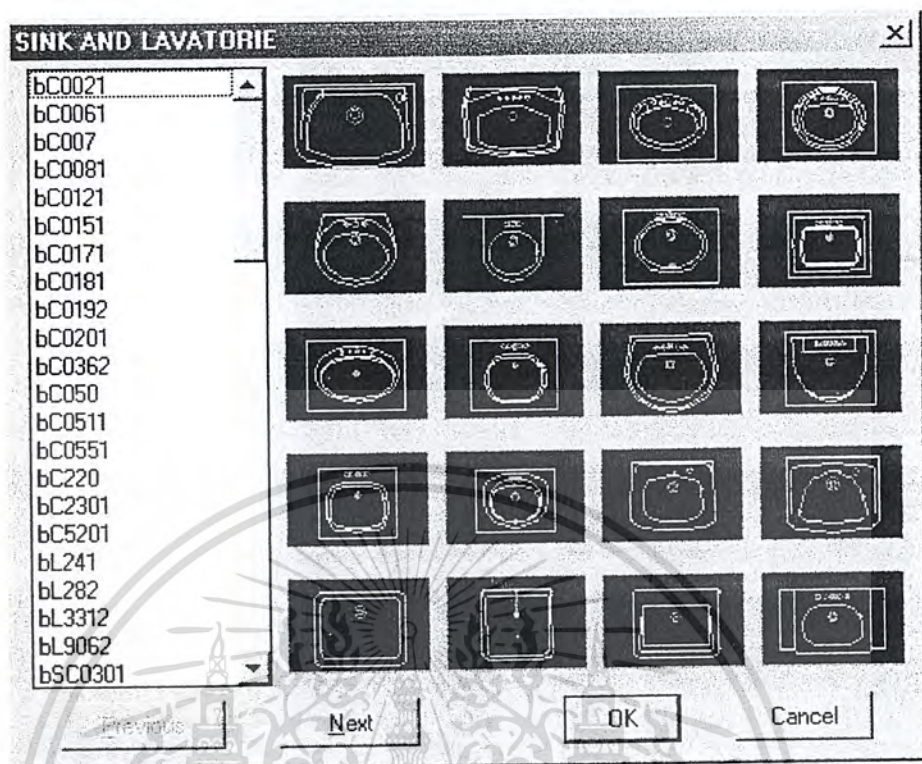 SINK AND LAVATORIE
bC0021
bC0061
bC007
bC0081
bC0121
bC0151
bC0171
bC0181
bC0192
bC0201
bC0362
bC050
bC0511
bC0551
bC220
bC2301
bC5201
bL241
bL282
bL3312
bL9062
bSC0301
Previous
Next
OK
Cancel